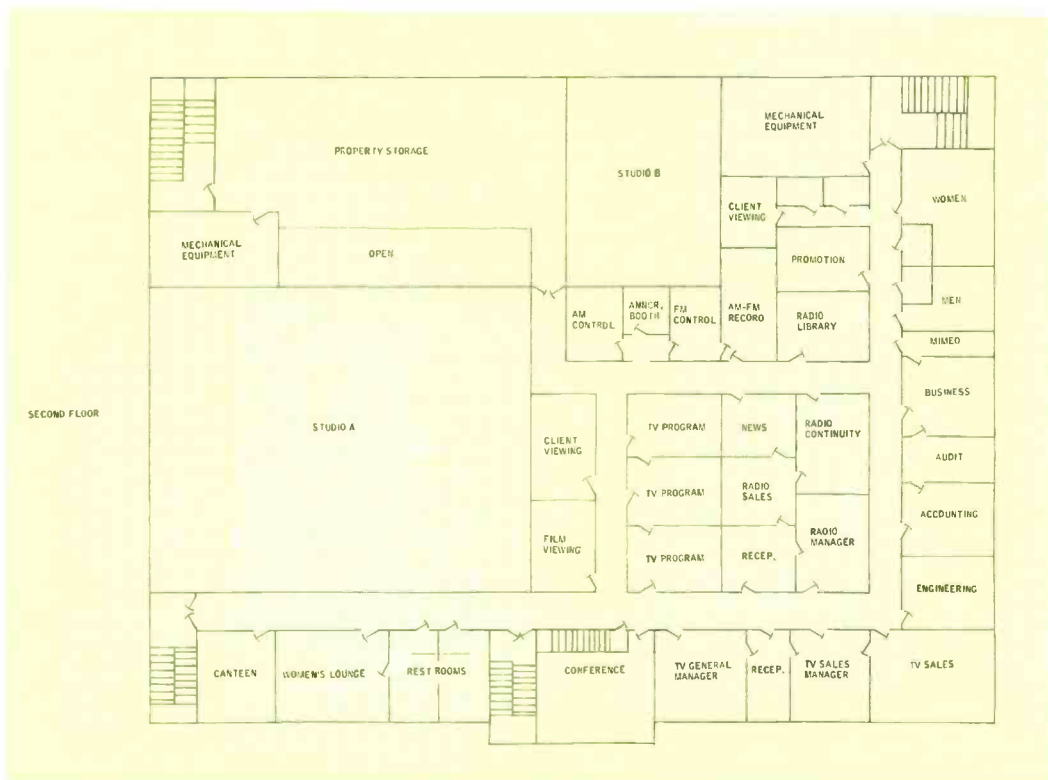 MECHANICAL
EQUIPMENT
PROPERTY STORAGE
STUDIO B
CLIENT
VIEWING
WOMEN
MECHANICAL
EQUIPMENT
OPEN
PROMOTION
AM
CONTROL
ANNCR.
BOOTH
FM
CONTROL
AM-FM
RECORD
RADIO
LIBRARY
MEN
MIMEO
SECOND FLOOR
STUDIO A
CLIENT
VIEWING
TV PROGRAM
NEWS
RADIO
CONTINUITY
BUSINESS
AUDIT
TV PROGRAM
RADIO
SALES
ACCOUNTING
FILM
VIEWING
TV PROGRAM
RECEP.
RADIO
MANAGER
ENGINEERING
CANTEEN
WOMEN'S LOUNGE
REST ROOMS
CONFERENCE
TV GENERAL
MANAGER
RECEP.
TV SALES
MANAGER
TV SALES